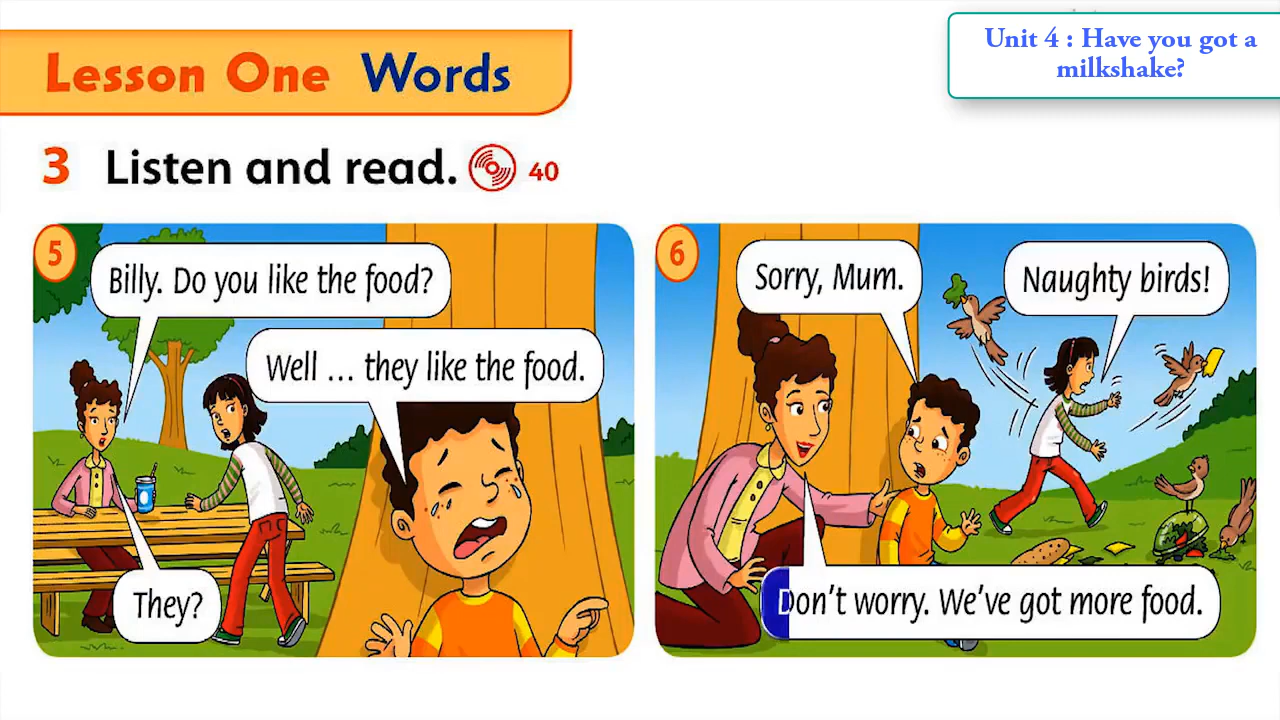 Unit 4 : Have you got a
milkshake?
Lesson One Words
3 Listen and read. 40
5
Billy. Do you like the food?
Well ... they like the food.
They?
6
Sorry, Mum.
Naughty birds!
Don't worry. We've got more food.